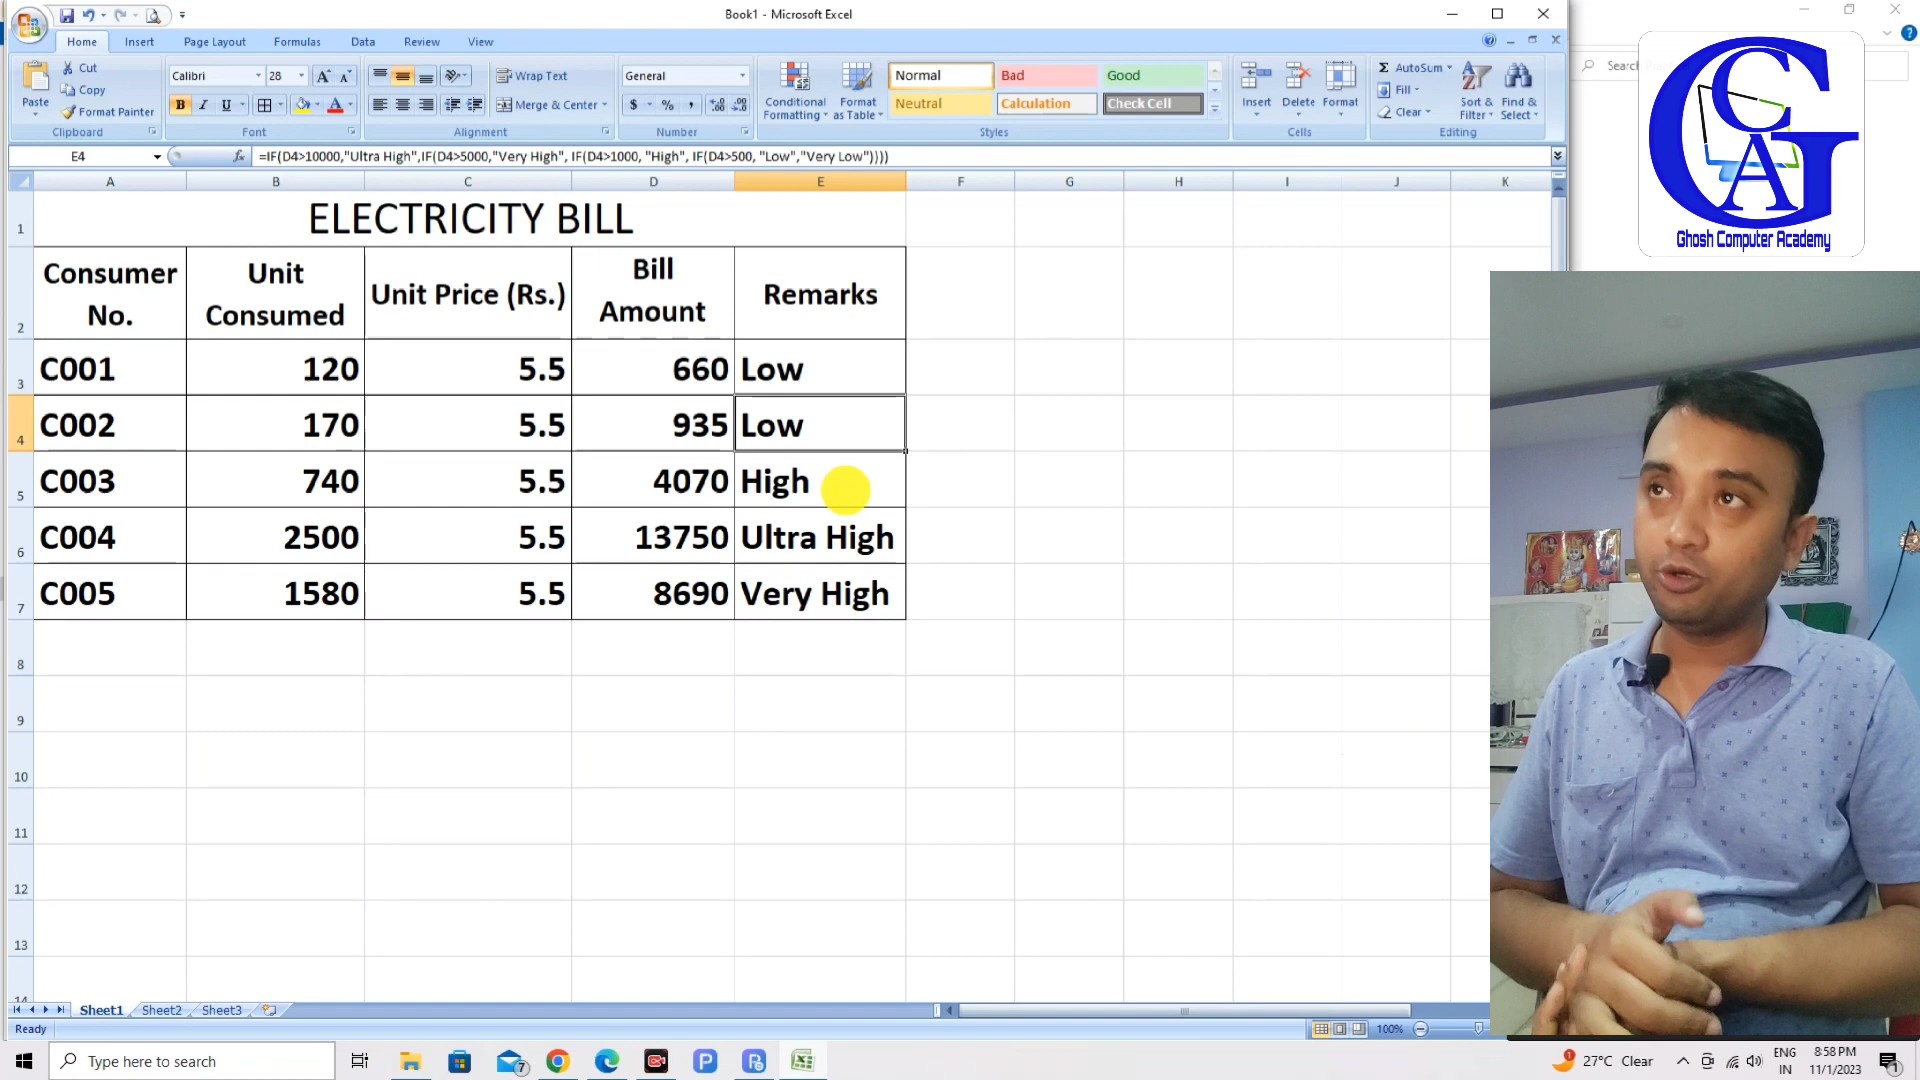 Book1 - Microsoft Excel
Home Insert Page Layout Formulas Data Review View
Paste
Cut
Copy
Format Painter
Clipboard
Calibri 28
B I U
Font
Wrap Text
Merge & Center
Alignment
General
$ % ,
Number
Conditional Formatting
Format as Table
Normal Bad Good
Neutral Calculation Check Cell
Styles
Insert Delete Format
Cells
Σ AutoSum
Fill
Clear
Sort & Filter
Find & Select
Editing
E4 fx =IF(D4>10000,"Ultra High",IF(D4>5000,"Very High", IF(D4>1000, "High", IF(D4>500, "Low","Very Low"))))
A B C D E F G H I J K
1 ELECTRICITY BILL
2 Consumer No. Unit Consumed Unit Price (Rs.) Bill Amount Remarks
3 C001 120 5.5 660 Low
4 C002 170 5.5 935 Low
5 C003 740 5.5 4070 High
6 C004 2500 5.5 13750 Ultra High
7 C005 1580 5.5 8690 Very High
8
9
10
11
12
13
14
Sheet1 Sheet2 Sheet3
Ready
100%
Type here to search
7
P
27°C Clear
ENG
IN
8:58 PM
11/1/2023
GCA
Ghosh Computer Academy